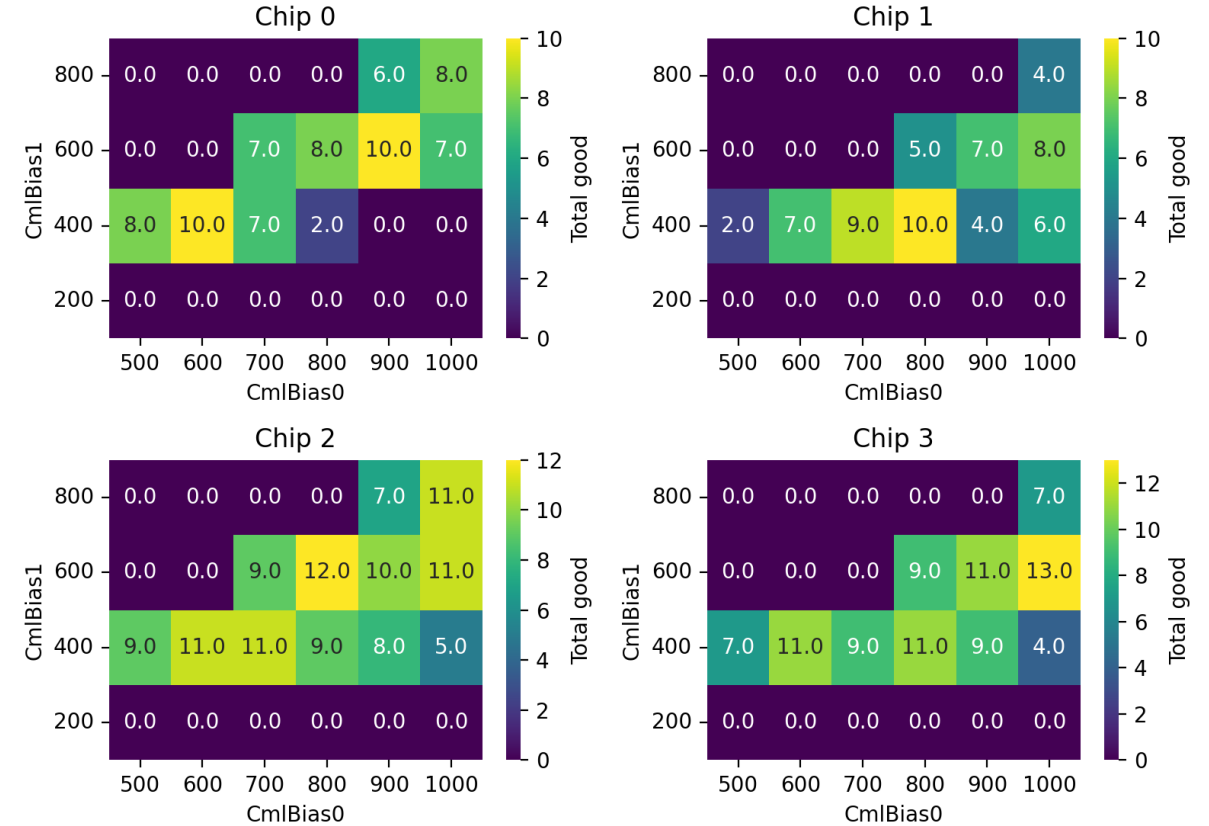 Chip 0
800 0.0 0.0 0.0 0.0 6.0 8.0
600 0.0 0.0 7.0 8.0 10.0 7.0
400 8.0 10.0 7.0 2.0 0.0 0.0
200 0.0 0.0 0.0 0.0 0.0 0.0
500 600 700 800 900 1000
CmlBias0
CmlBias1
10
8
6
4
2
0
Total good
Chip 1
800 0.0 0.0 0.0 0.0 0.0 4.0
600 0.0 0.0 0.0 5.0 7.0 8.0
400 2.0 7.0 9.0 10.0 4.0 6.0
200 0.0 0.0 0.0 0.0 0.0 0.0
500 600 700 800 900 1000
CmlBias0
CmlBias1
10
8
6
4
2
0
Total good
Chip 2
800 0.0 0.0 0.0 0.0 7.0 11.0
600 0.0 0.0 9.0 12.0 10.0 11.0
400 9.0 11.0 11.0 9.0 8.0 5.0
200 0.0 0.0 0.0 0.0 0.0 0.0
500 600 700 800 900 1000
CmlBias0
CmlBias1
12
10
8
6
4
2
0
Total good
Chip 3
800 0.0 0.0 0.0 0.0 0.0 7.0
600 0.0 0.0 0.0 9.0 11.0 13.0
400 7.0 11.0 9.0 11.0 9.0 4.0
200 0.0 0.0 0.0 0.0 0.0 0.0
500 600 700 800 900 1000
CmlBias0
CmlBias1
12
10
8
6
4
2
0
Total good